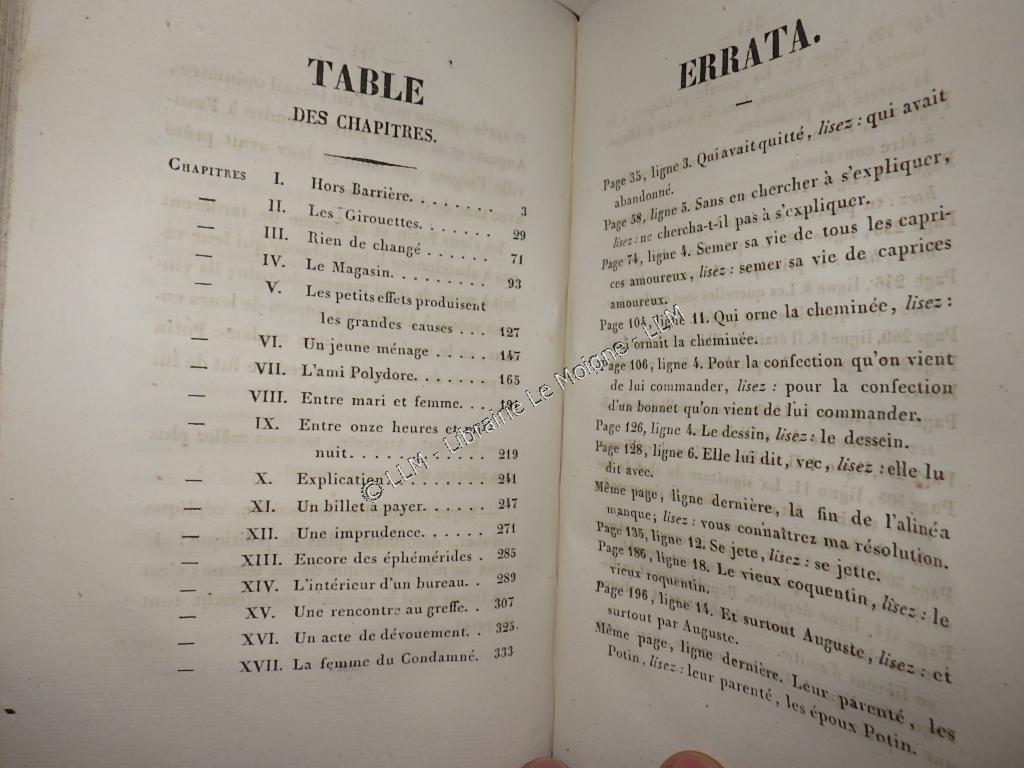 TABLE
DES CHAPITRES.
CHAPITRES I. Hors Barrière. . . . . . . . 3
— II. Les Girouettes. . . . . . . . 29
— III. Rien de changé . . . . . . . 71
— IV. Le Magasin. . . . . . . . . 93
— V. Les petits effets produisent
les grandes causes . . . 127
— VI. Un jeune ménage . . . . . 147
— VII. L'ami Polydore. . . . . . . 165
— VIII. Entre mari et femme. . .
— IX. Entre onze heures et
nuit. . . . . . . . . . . . 219
— X. Explication . . . . . . . . 241
— XI. Un billet à payer. . . . . . 247
— XII. Une imprudence. . . . . . 271
— XIII. Encore des éphémérides . 285
— XIV. L'intérieur d'un bureau. . 289
— XV. Une rencontre au greffe. . 307
— XVI. Un acte de dévouement. . 325
— XVII. La femme du Condamné. 333
ERRATA.
Page 35, ligne 3. Qui avait quitté, lisez : qui avait
abandonné.
Page 58, ligne 5. Sans en chercher à s'expliquer,
lisez : ne chercha-t-il pas à s'expliquer.
Page 74, ligne 4. Semer sa vie de tous les capri-
ces amoureux, lisez : semer sa vie de caprices
amoureux.
Page 104, ligne 11. Qui orne la cheminée, lisez :
qui ornait la cheminée.
Page 106, ligne 4. Pour la confection qu'on vient
de lui commander, lisez : pour la confection
d'un bonnet qu'on vient de lui commander.
Page 126, ligne 4. Le dessin, lisez : le dessein.
Page 128, ligne 6. Elle lui dit, vec, lisez : elle lu
dit avec.
Même page, ligne dernière, la fin de l'alinéa
manque; lisez : vous connaîtrez ma résolution.
Page 135, ligne 12. Se jete, lisez : se jette.
Page 186, ligne 18. Le vieux coquentin, lisez : le
vieux roquentin.
Page 196, ligne 14. Et surtout Auguste, lisez : et
surtout par Auguste.
Même page, ligne dernière. Leur parenté, les
Potin, lisez : leur parenté, les époux Potin.
© LLM - Librairie Le Moigne - LLM